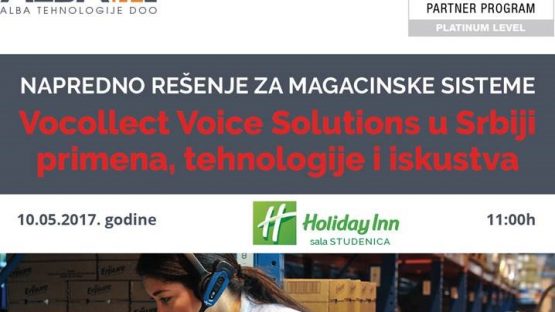 ALBA TEHNOLOGIJE DOO
PARTNER PROGRAM
PLATINUM LEVEL
NAPREDNO REŠENJE ZA MAGACINSKE SISTEME
Vocollect Voice Solutions u Srbiji
primena, tehnologije i iskustva
10.05.2017. godine
H Holiday Inn
sala STUDENICA
11:00h